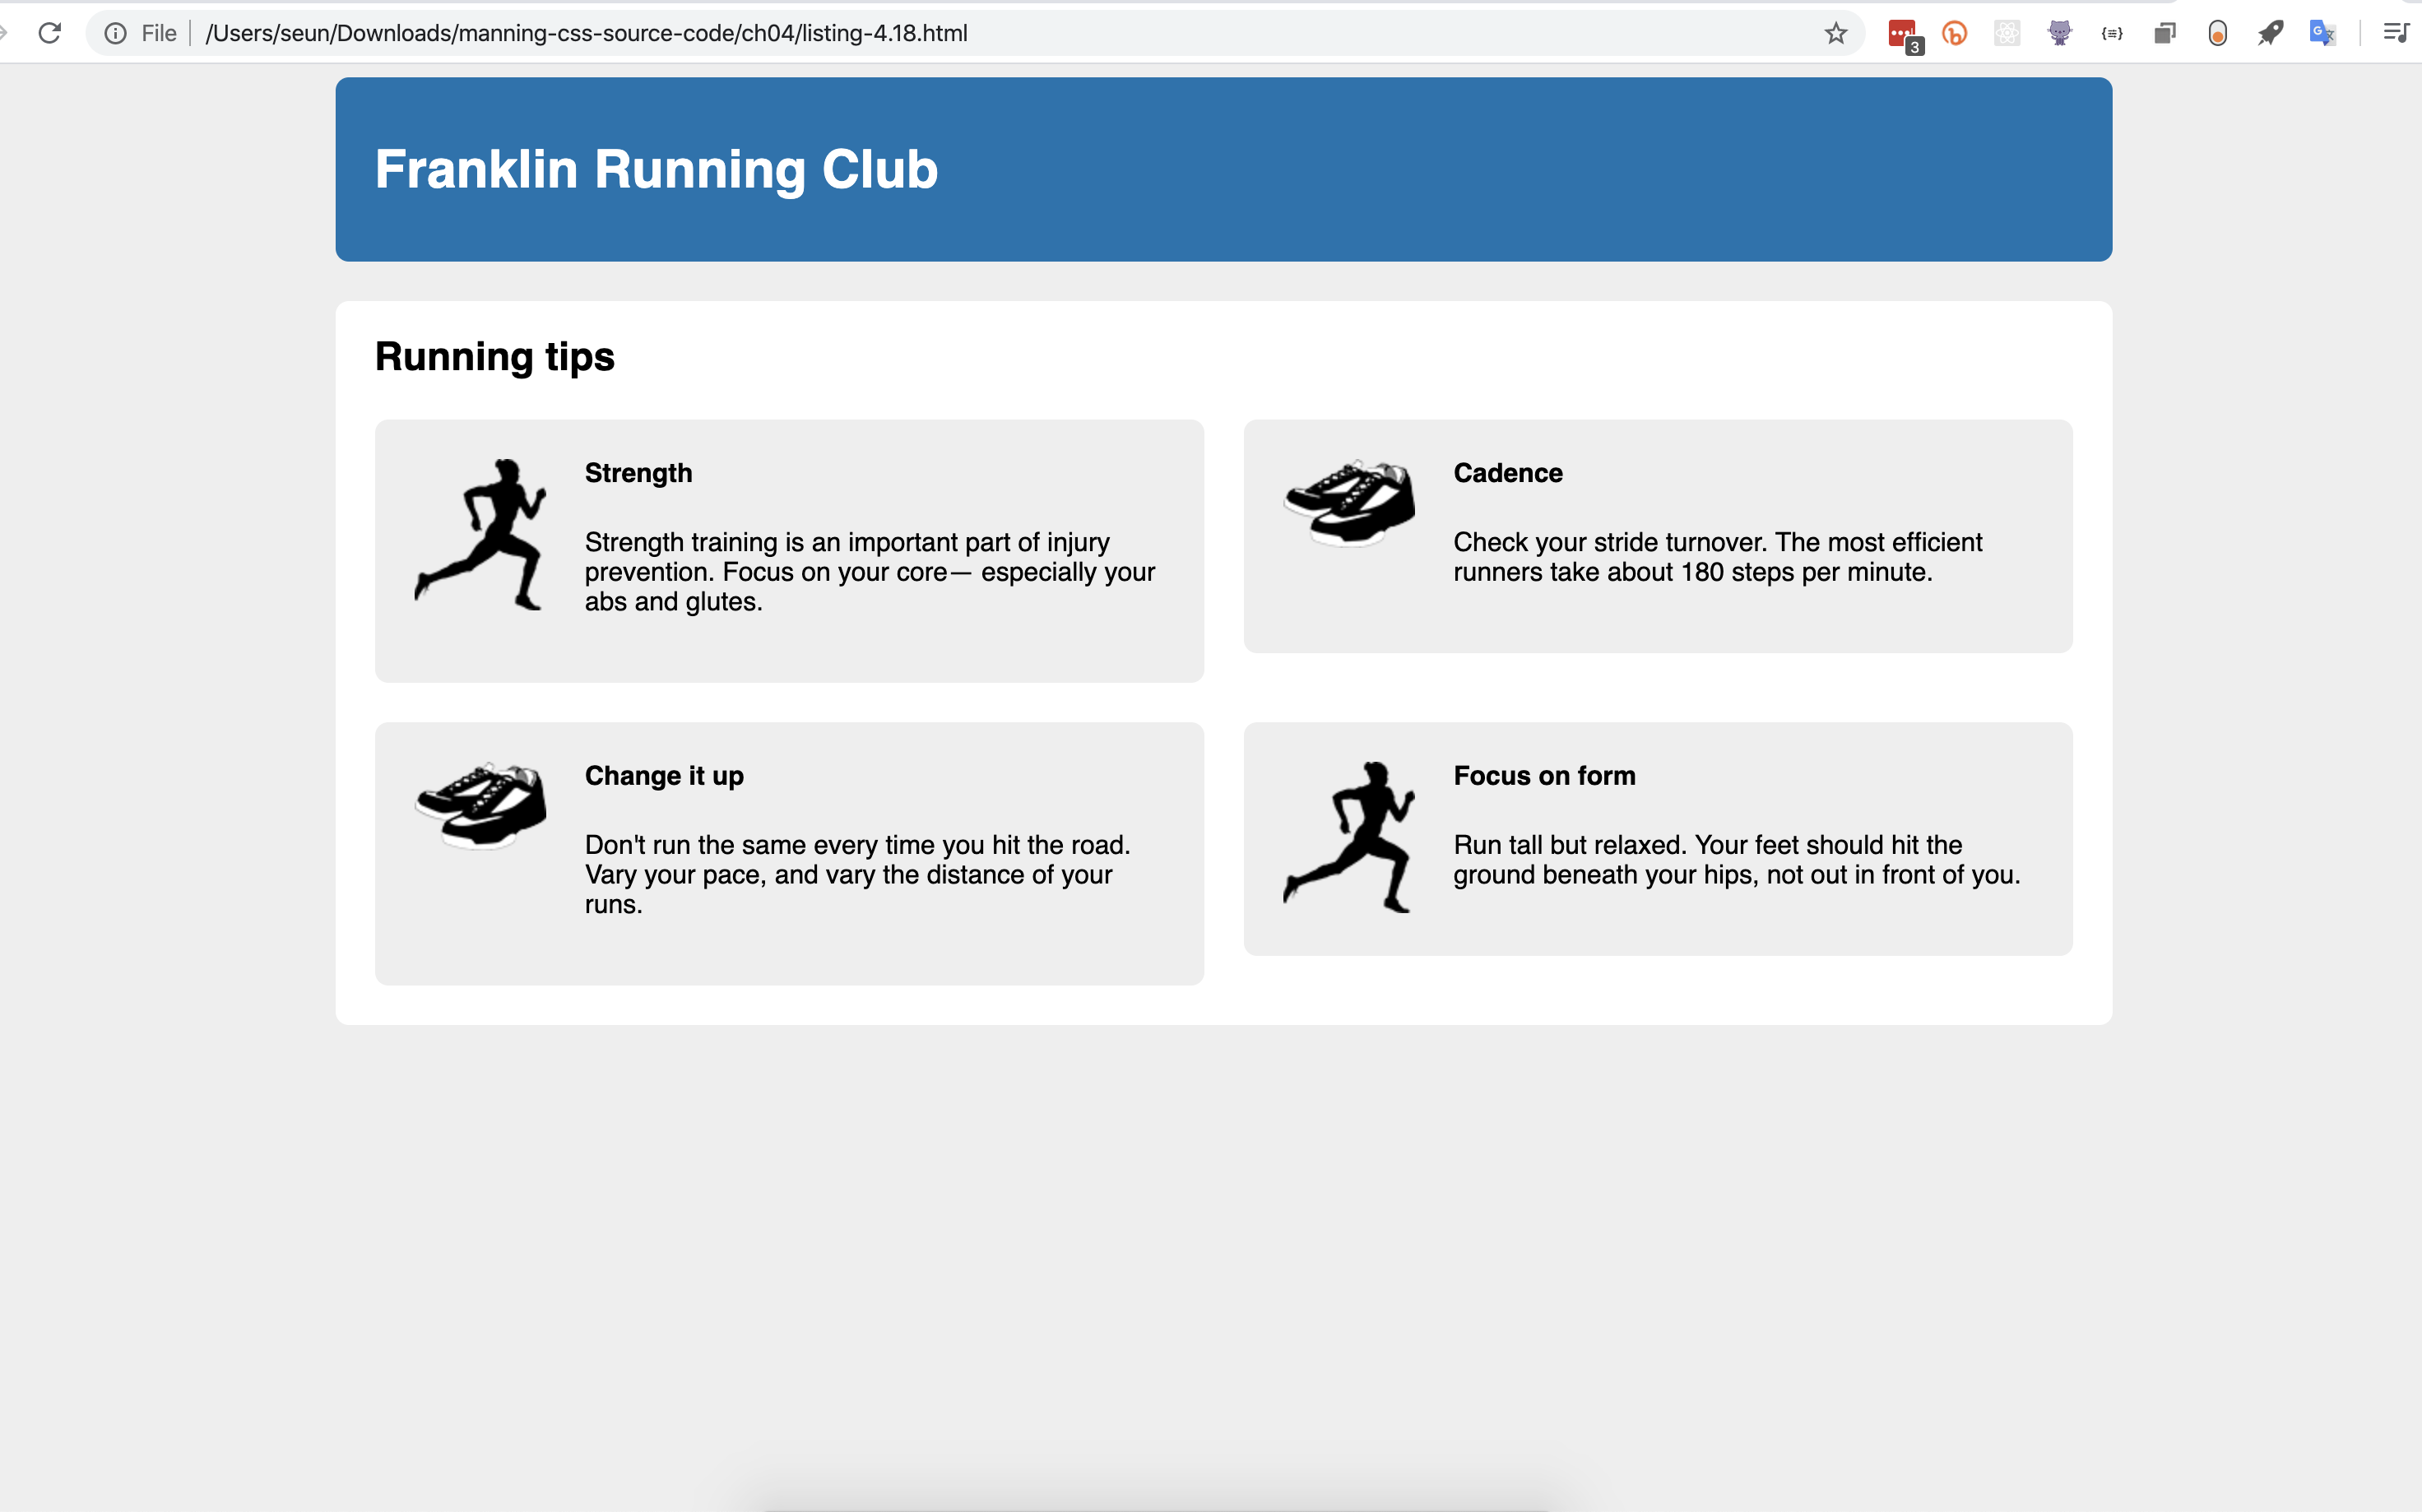 File
/Users/seun/Downloads/manning-css-source-code/ch04/listing-4.18.html
3
{≡}
G
Franklin Running Club
Running tips
Strength
Strength training is an important part of injury
prevention. Focus on your core— especially your
abs and glutes.
Cadence
Check your stride turnover. The most efficient
runners take about 180 steps per minute.
Change it up
Don't run the same every time you hit the road.
Vary your pace, and vary the distance of your
runs.
Focus on form
Run tall but relaxed. Your feet should hit the
ground beneath your hips, not out in front of you.